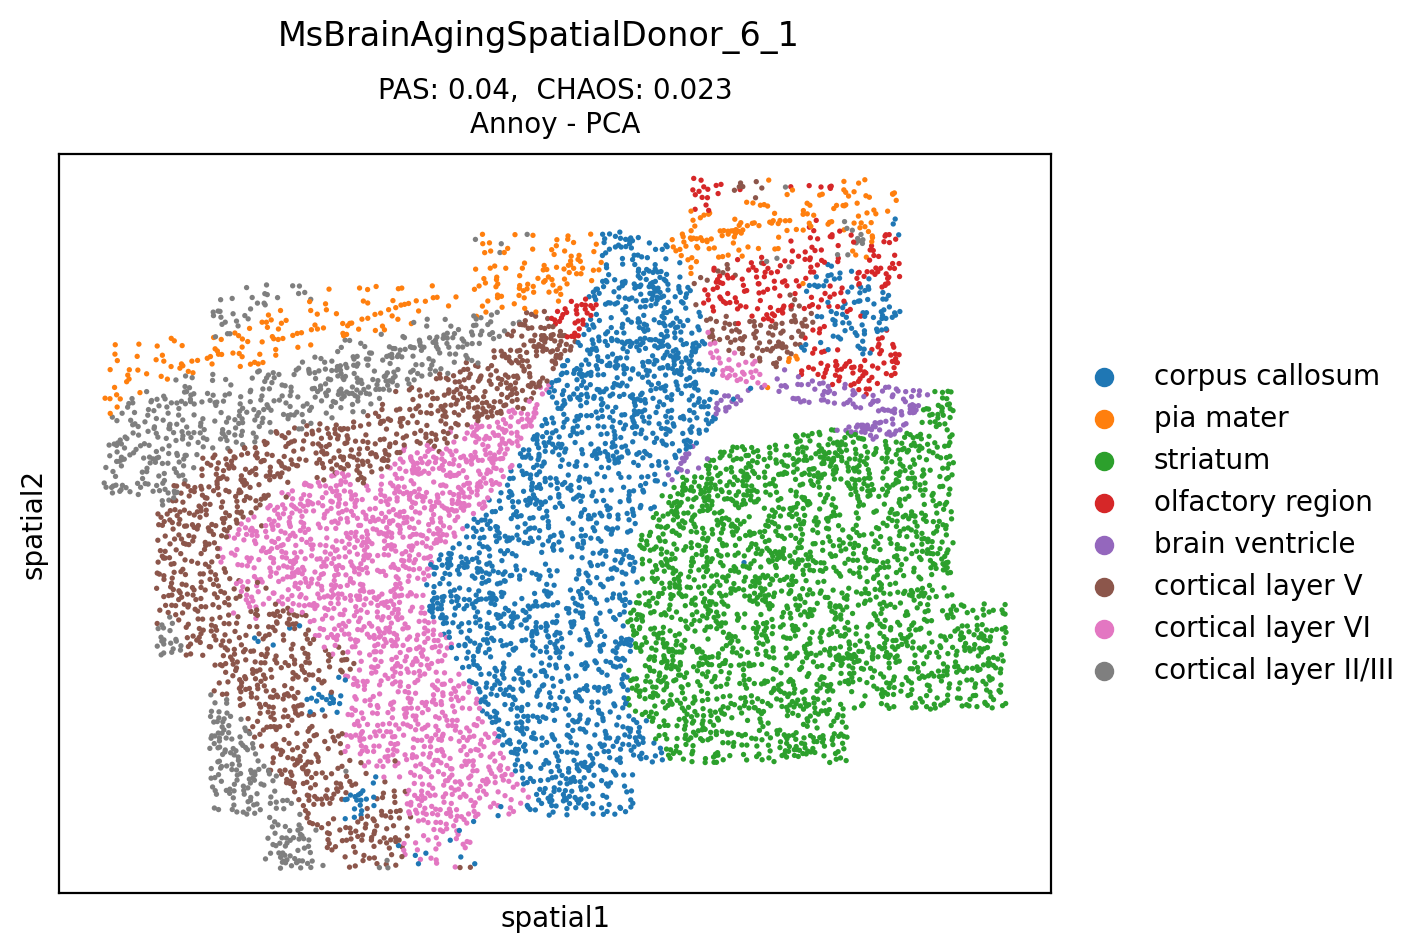 MsBrainAgingSpatialDonor_6_1
PAS: 0.04,  CHAOS: 0.023
Annoy - PCA
spatial2
spatial1
corpus callosum
pia mater
striatum
olfactory region
brain ventricle
cortical layer V
cortical layer VI
cortical layer II/III